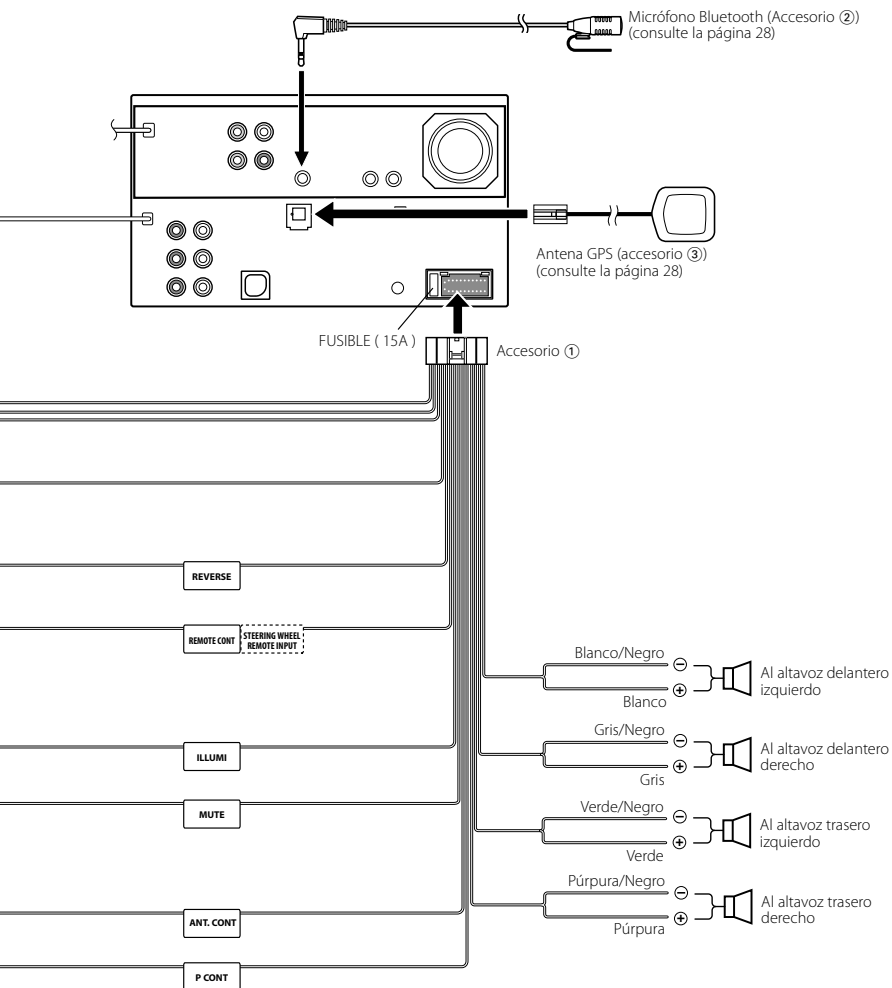 Micrófono Bluetooth (Accesorio ②)
(consulte la página 28)
Antena GPS (accesorio ③)
(consulte la página 28)
FUSIBLE ( 15A )
Accesorio ①
REVERSE
REMOTE CONT
STEERING WHEEL
REMOTE INPUT
Blanco/Negro
⊖
⊕
Blanco
Al altavoz delantero
izquierdo
Gris/Negro
⊖
⊕
Gris
Al altavoz delantero
derecho
ILLUMI
MUTE
Verde/Negro
⊖
⊕
Verde
Al altavoz trasero
izquierdo
Púrpura/Negro
⊖
⊕
Púrpura
Al altavoz trasero
derecho
ANT. CONT
P CONT